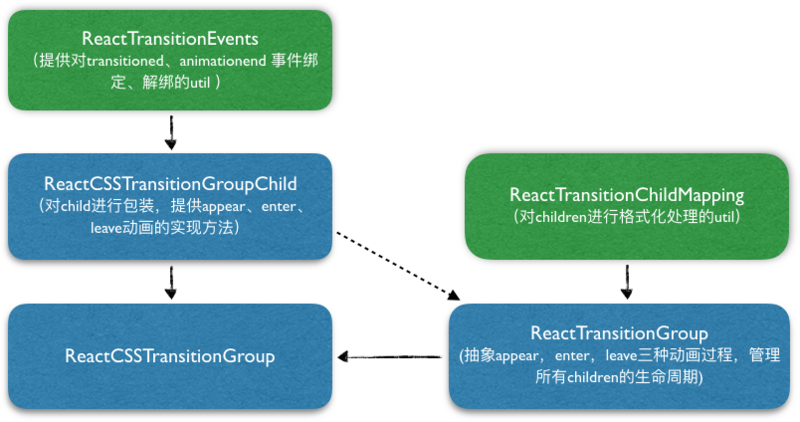 ReactTransitionEvents
（提供对transitioned、animationend 事件绑
定、解绑的util ）
ReactCSSTransitionGroupChild
（对child进行包装，提供appear、enter、
leave动画的实现方法）
ReactTransitionChildMapping
（对children进行格式化处理的util）
ReactCSSTransitionGroup
ReactTransitionGroup
(抽象appear，enter，leave三种动画过程，管理
所有children的生命周期)